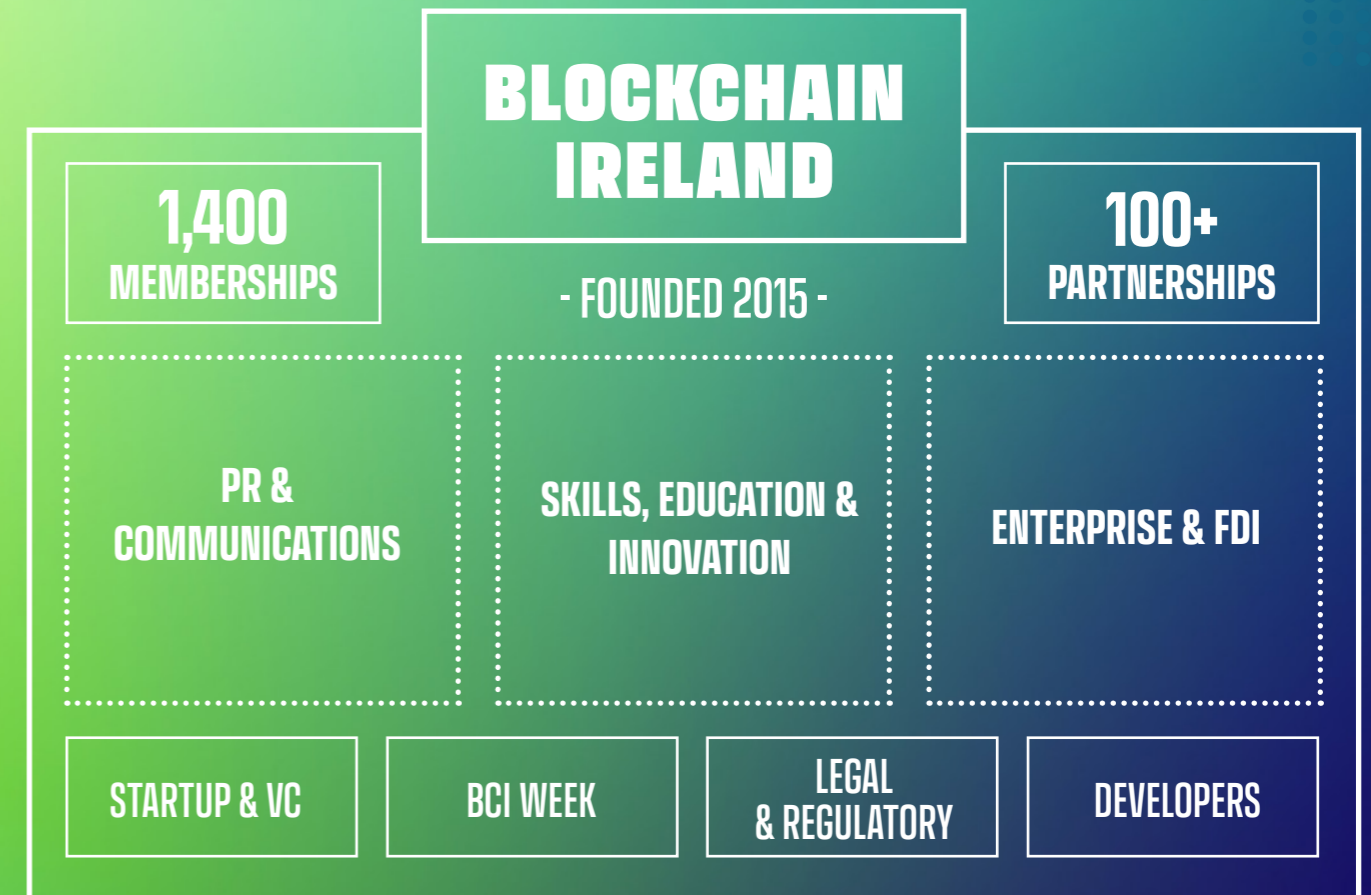 BLOCKCHAIN
IRELAND
1,400
MEMBERSHIPS
- FOUNDED 2015 -
100+
PARTNERSHIPS
PR &
COMMUNICATIONS
SKILLS, EDUCATION &
INNOVATION
ENTERPRISE & FDI
STARTUP & VC
BCI WEEK
LEGAL
& REGULATORY
DEVELOPERS